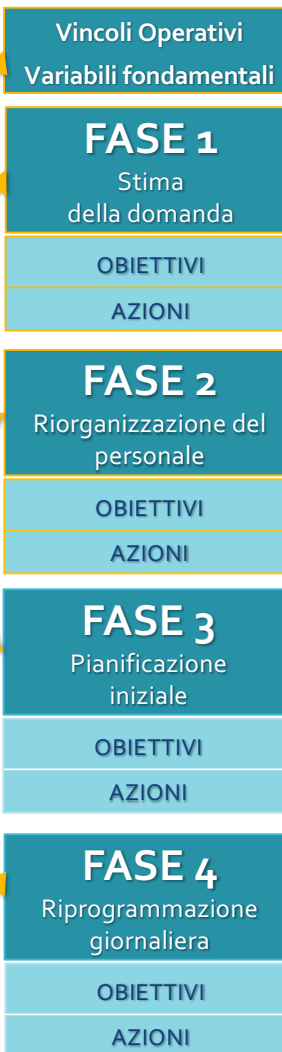 Vincoli Operativi
Variabili fondamentali
FASE 1
Stima
della domanda
OBIETTIVI
AZIONI
FASE 2
Riorganizzazione del
personale
OBIETTIVI
AZIONI
FASE 3
Pianificazione
iniziale
OBIETTIVI
AZIONI
FASE 4
Riprogrammazione
giornaliera
OBIETTIVI
AZIONI